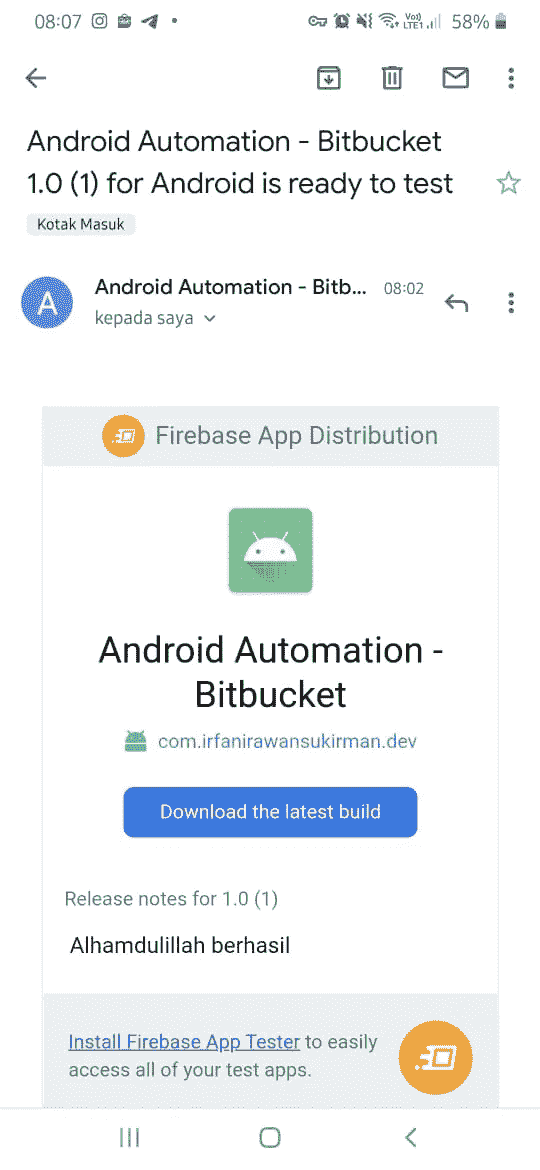 08:07 58%
Vo))
LTE1
Android Automation - Bitbucket
1.0 (1) for Android is ready to test
Kotak Masuk
A
Android Automation - Bitb... 08:02
kepada saya
Firebase App Distribution
Android Automation -
Bitbucket
com.irfanirawansukirman.dev
Download the latest build
Release notes for 1.0 (1)
Alhamdulillah berhasil
Install Firebase App Tester to easily
access all of your test apps.